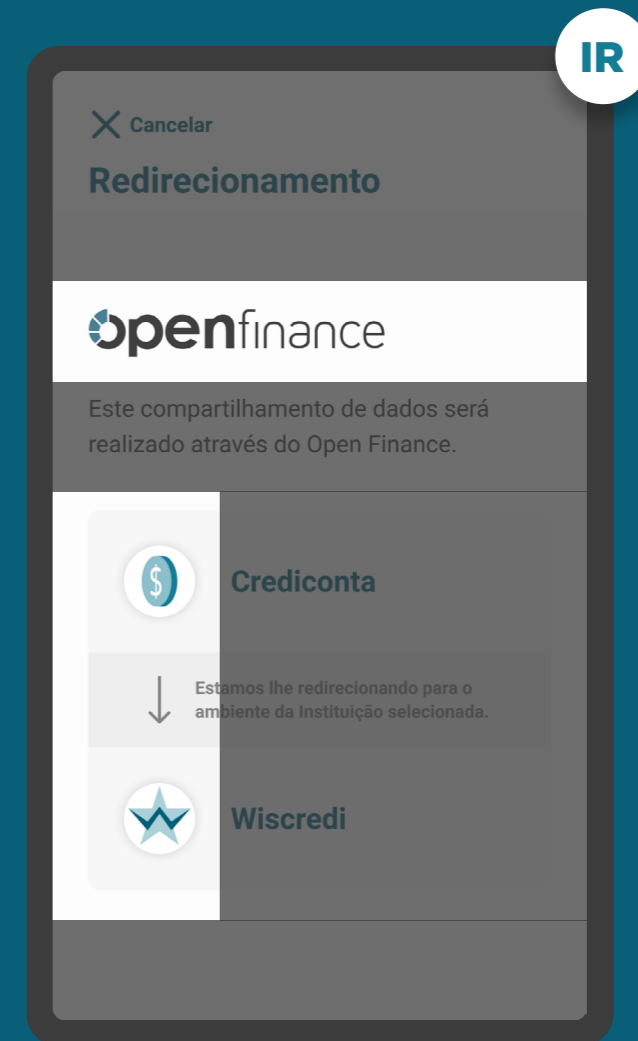 IR
Cancelar
Redirecionamento
openfinance
Este compartilhamento de dados será
realizado através do Open Finance.
$
Crediconta
Estamos lhe redirecionando para o
ambiente da Instituição selecionada.
Wiscredi